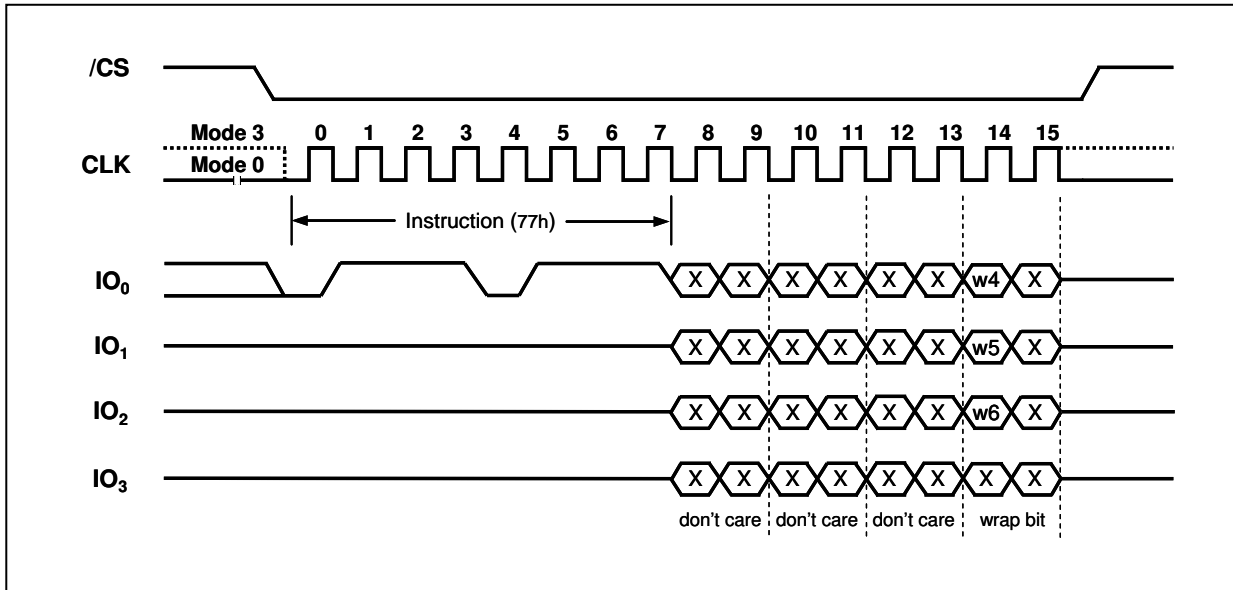 /CS
Mode 3 0 1 2 3 4 5 6 7 8 9 10 11 12 13 14 15
CLK Mode 0
Instruction (77h)
IO0 X X X X X X w4 X
IO1 X X X X X X w5 X
IO2 X X X X X X w6 X
IO3 X X X X X X X X
don't care don't care don't care wrap bit